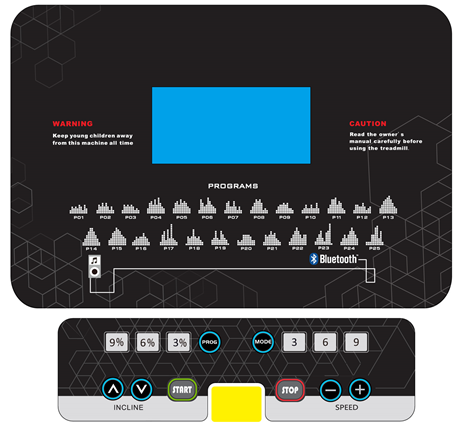 WARNING
Keep young children away
from this machine all time
CAUTION
Read the owner's
manual carefully before
using the treadmill.
PROGRAMS
P01 P02 P03 P04 P05 P06 P07 P08 P09 P10 P11 P12 P13
P14 P15 P16 P17 P18 P19 P20 P21 P22 P23 P24 P25
Bluetooth
9% 6% 3% PROG MODE 3 6 9
START STOP
INCLINE SPEED